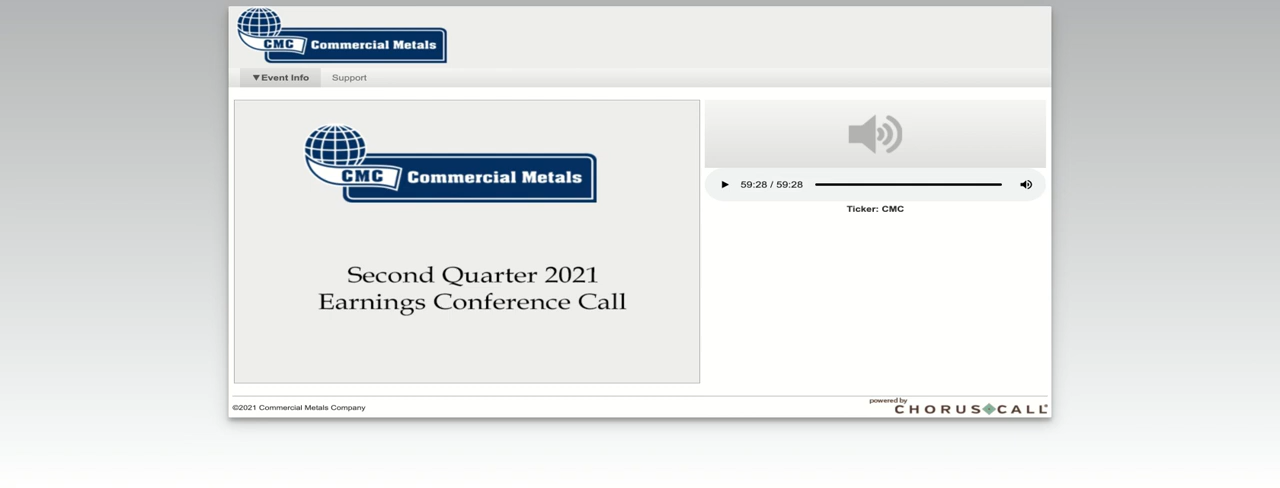 CMC Commercial Metals
▼Event Info Support
CMC Commercial Metals
Second Quarter 2021
Earnings Conference Call
59:28 / 59:28
Ticker: CMC
©2021 Commercial Metals Company
powered by
CHORUS CALL